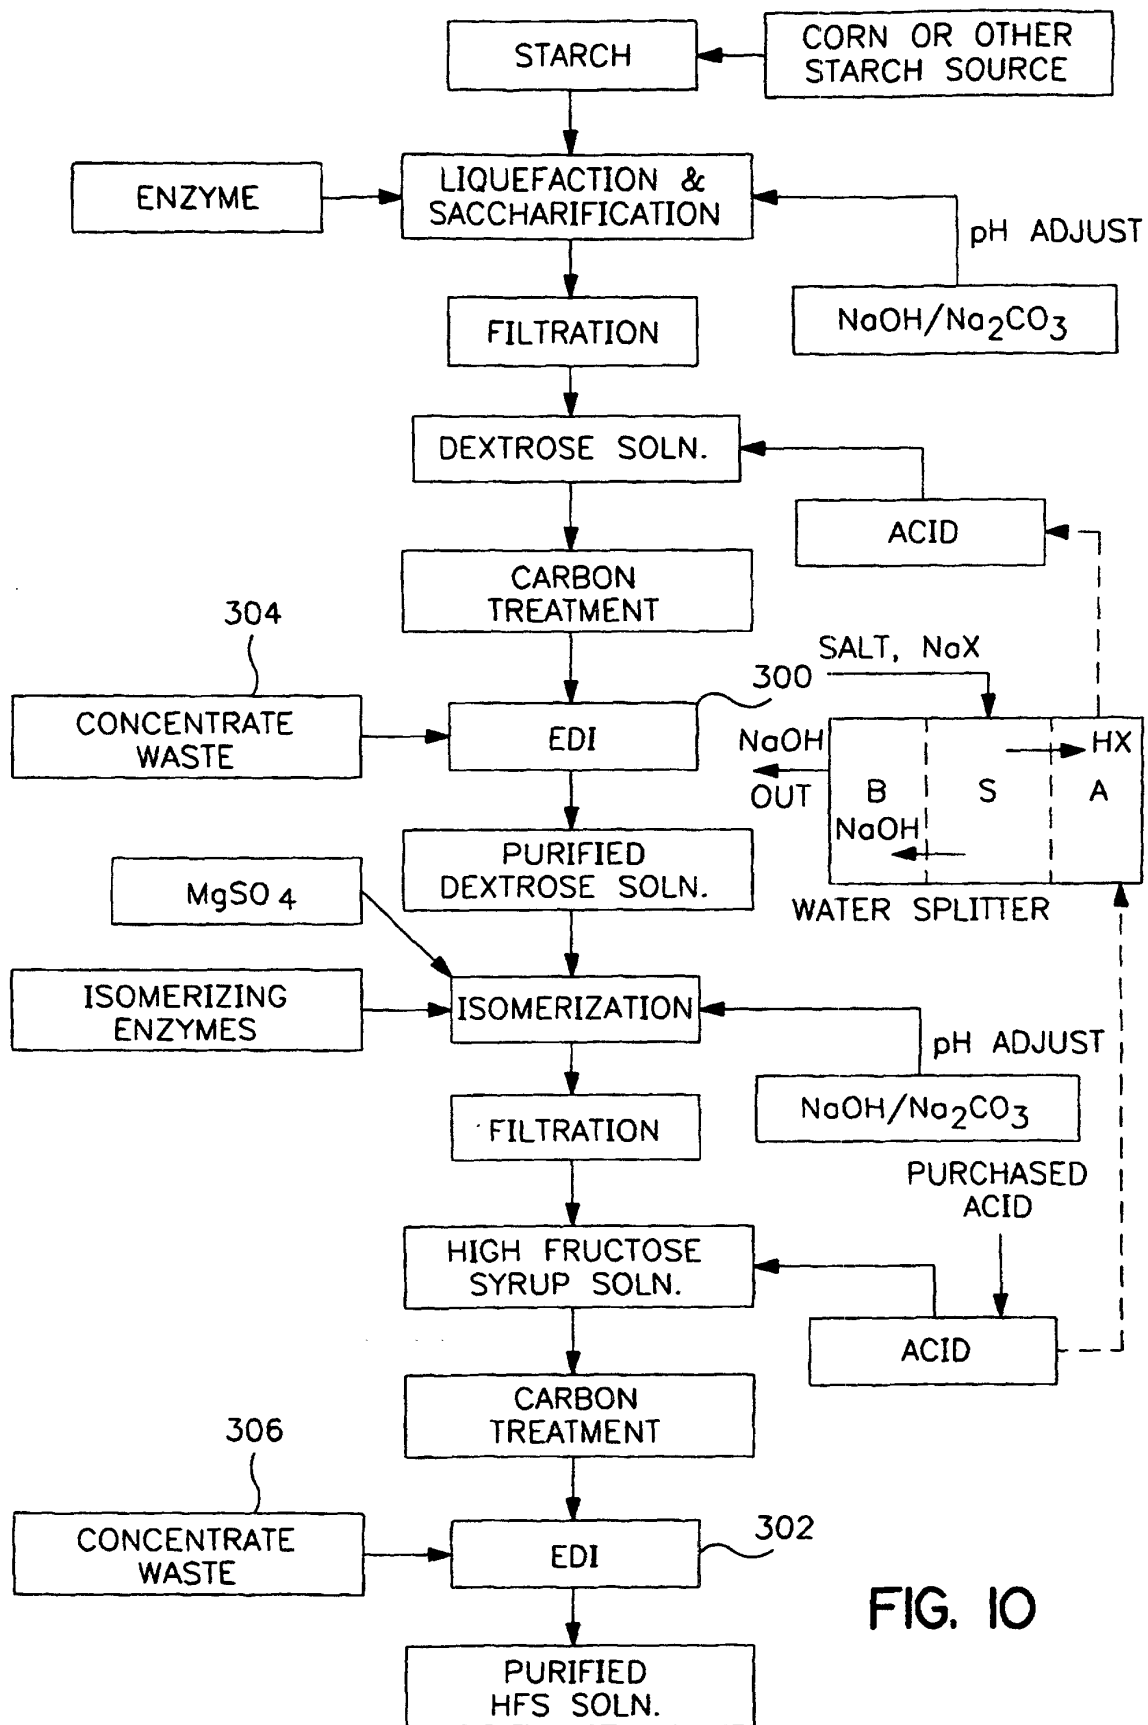 STARCH
CORN OR OTHER
STARCH SOURCE
ENZYME
LIQUEFACTION &
SACCHARIFICATION
pH ADJUST
NaOH/Na2CO3
FILTRATION
DEXTROSE SOLN.
ACID
CARBON
TREATMENT
304
SALT, NaX
300
CONCENTRATE
WASTE
EDI
NaOH
OUT
HX
B
S
A
NaOH
WATER SPLITTER
PURIFIED
DEXTROSE SOLN.
MgSO4
ISOMERIZING
ENZYMES
ISOMERIZATION
pH ADJUST
NaOH/Na2CO3
FILTRATION
PURCHASED
ACID
HIGH FRUCTOSE
SYRUP SOLN.
ACID
CARBON
TREATMENT
306
CONCENTRATE
WASTE
EDI
302
FIG. 10
PURIFIED
HFS SOLN.